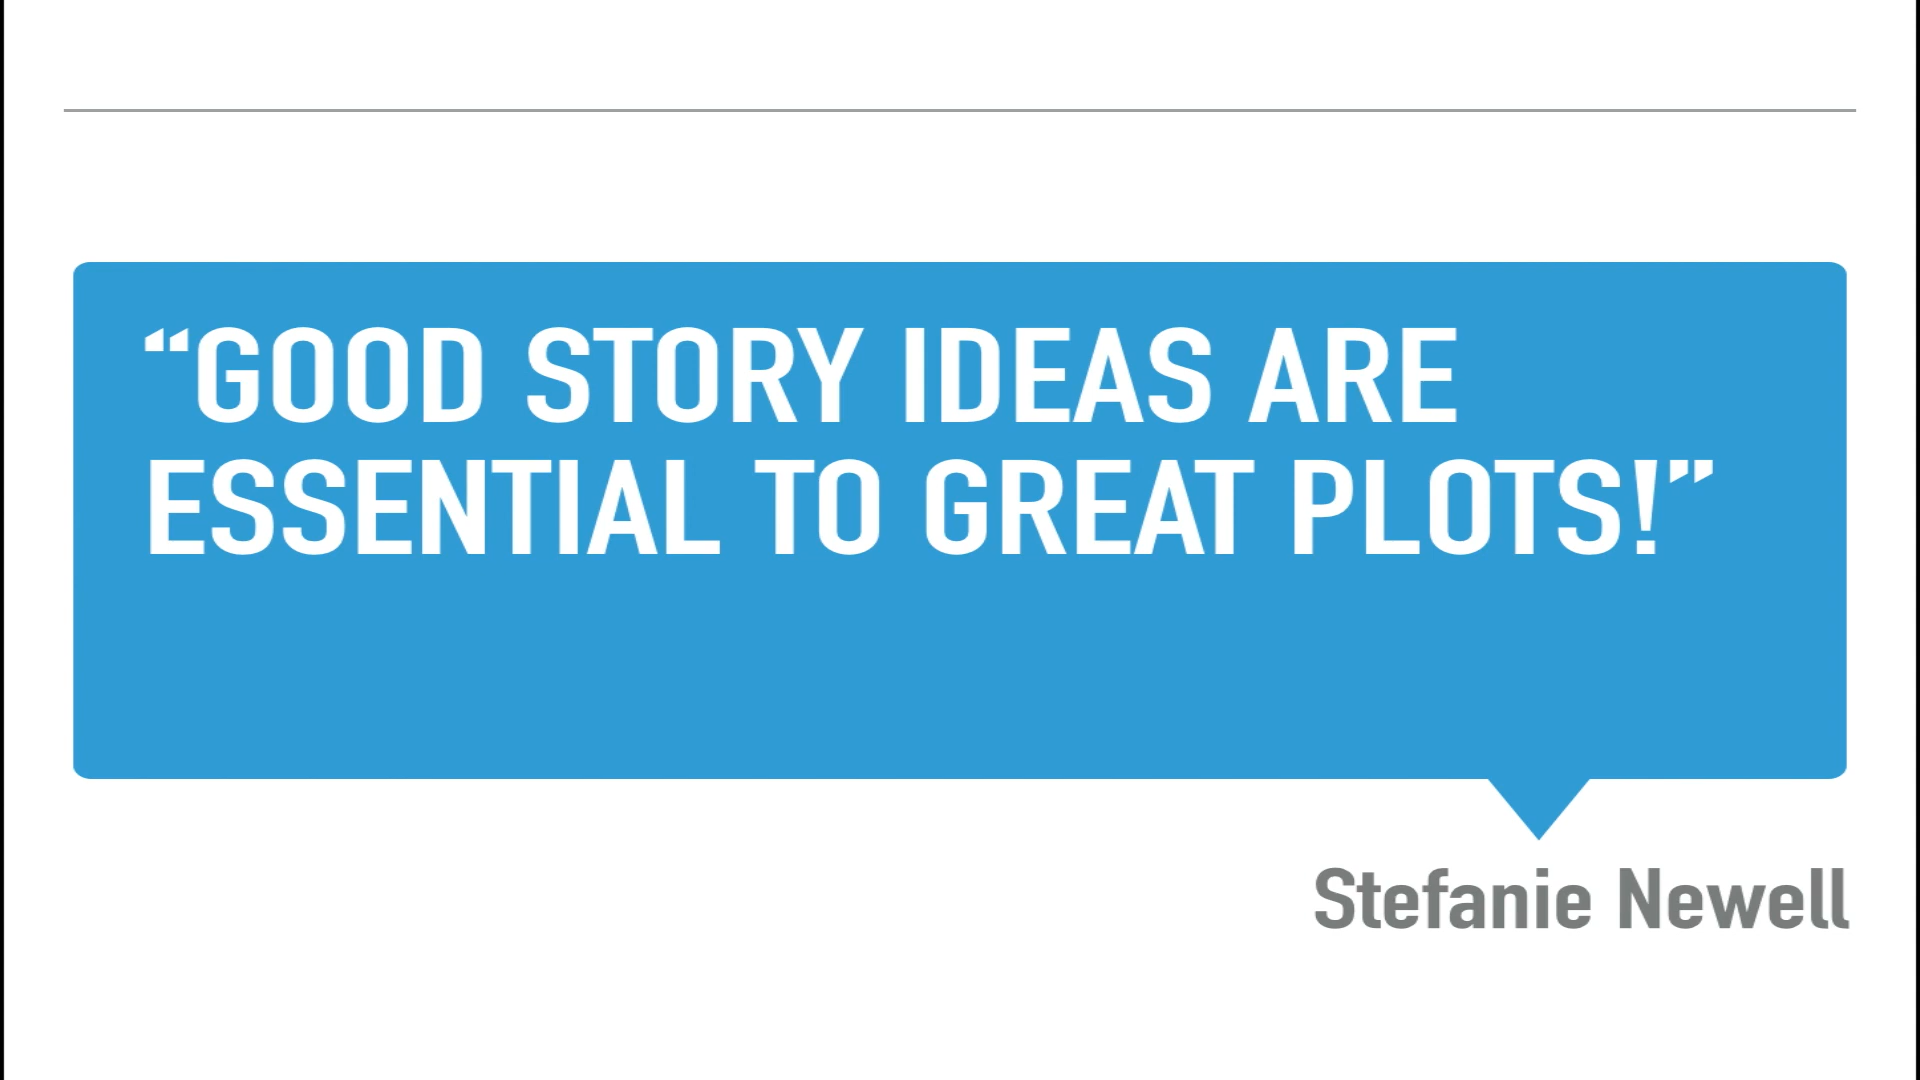 “GOOD STORY IDEAS ARE
ESSENTIAL TO GREAT PLOTS!”
Stefanie Newell